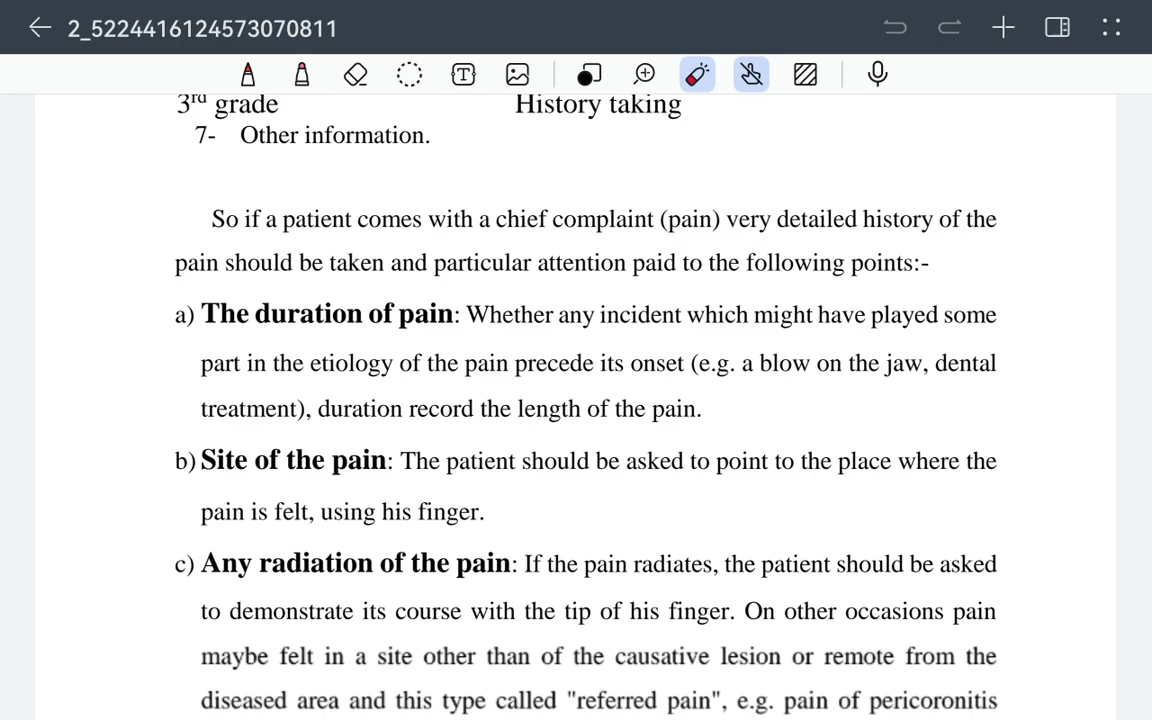 2_5224416124573070811
3rd grade History taking
7- Other information.
So if a patient comes with a chief complaint (pain) very detailed history of the
pain should be taken and particular attention paid to the following points:-
a) The duration of pain: Whether any incident which might have played some
part in the etiology of the pain precede its onset (e.g. a blow on the jaw, dental
treatment), duration record the length of the pain.
b) Site of the pain: The patient should be asked to point to the place where the
pain is felt, using his finger.
c) Any radiation of the pain: If the pain radiates, the patient should be asked
to demonstrate its course with the tip of his finger. On other occasions pain
maybe felt in a site other than of the causative lesion or remote from the
diseased area and this type called "referred pain", e.g. pain of pericoronitis